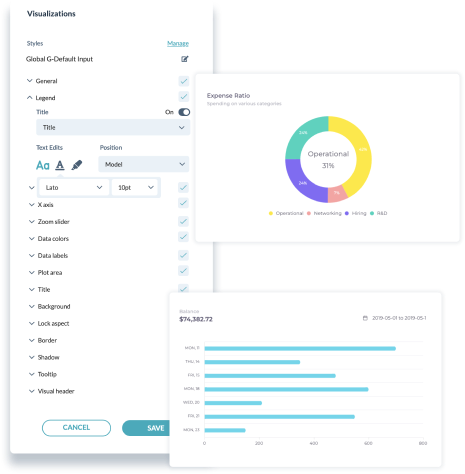 Visualizations
Styles
Manage
Global G-Default Input
General
Legend
Title
On
Title
Text Edits
Position
Aa
A
Model
Lato
10pt
X axis
Zoom slider
Data colors
Data labels
Plot area
Title
Background
Lock aspect
Border
Shadow
Tooltip
Visual header
CANCEL
SAVE
Expense Ratio
Spending on various categories
24%
Operational
31%
24%
Operational
Networking
Hiring
R&D
Balance
$74,382.72
2019-05-01 to 2019-05-1
MON, 11
THU, 14
FRI, 15
MON, 18
WED, 20
FRI, 21
MON, 23
0
200
400
600
800